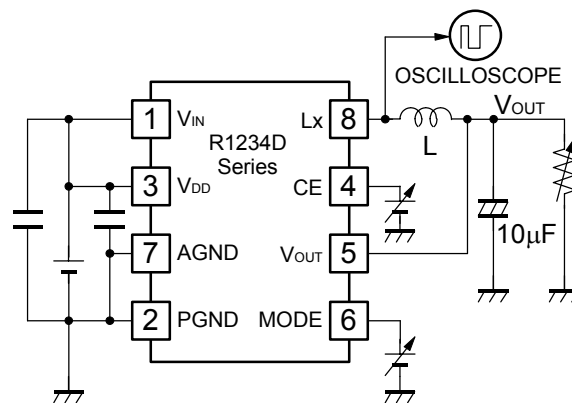 OSCILLOSCOPE
1 VIN
R1234D
Series
Lx 8
L
VOUT
3 VDD
CE 4
7 AGND
VOUT 5
10µF
2 PGND
MODE 6